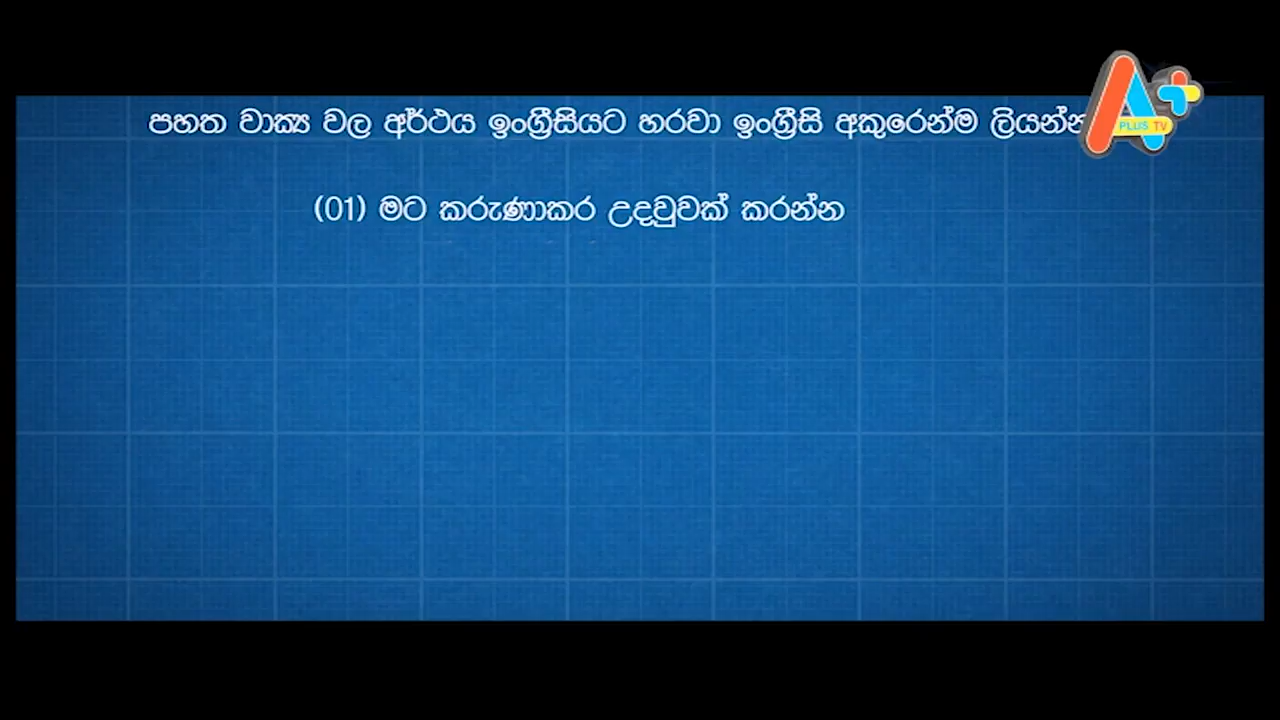 පහත වාක්‍ය වල අර්ථය ඉංග්‍රීසියට හරවා ඉංග්‍රීසි අකුරෙන්ම ලියන්න
(01) මට කරුණාකර උදවුවක් කරන්න
A+
PLUS TV